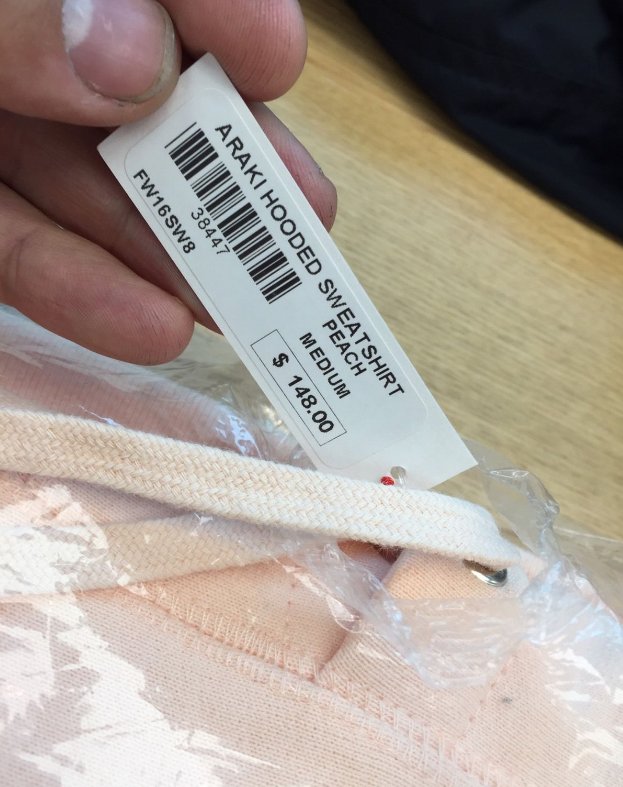 ARAKI HOODED SWEATSHIRT
PEACH
MEDIUM
38447
FW16SW8
$ 148.00